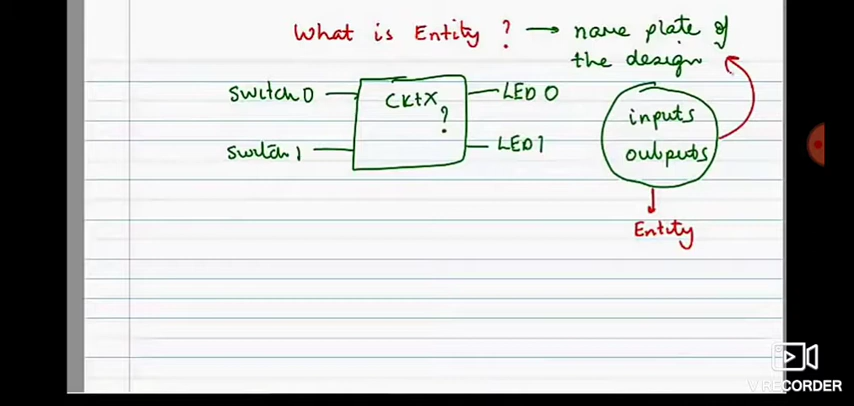 What is Entity ? → name plate of
the design
Switch 0
CktX
?
LED 0
Switch 1
LED 1
inputs
outputs
Entity
V RECORDER